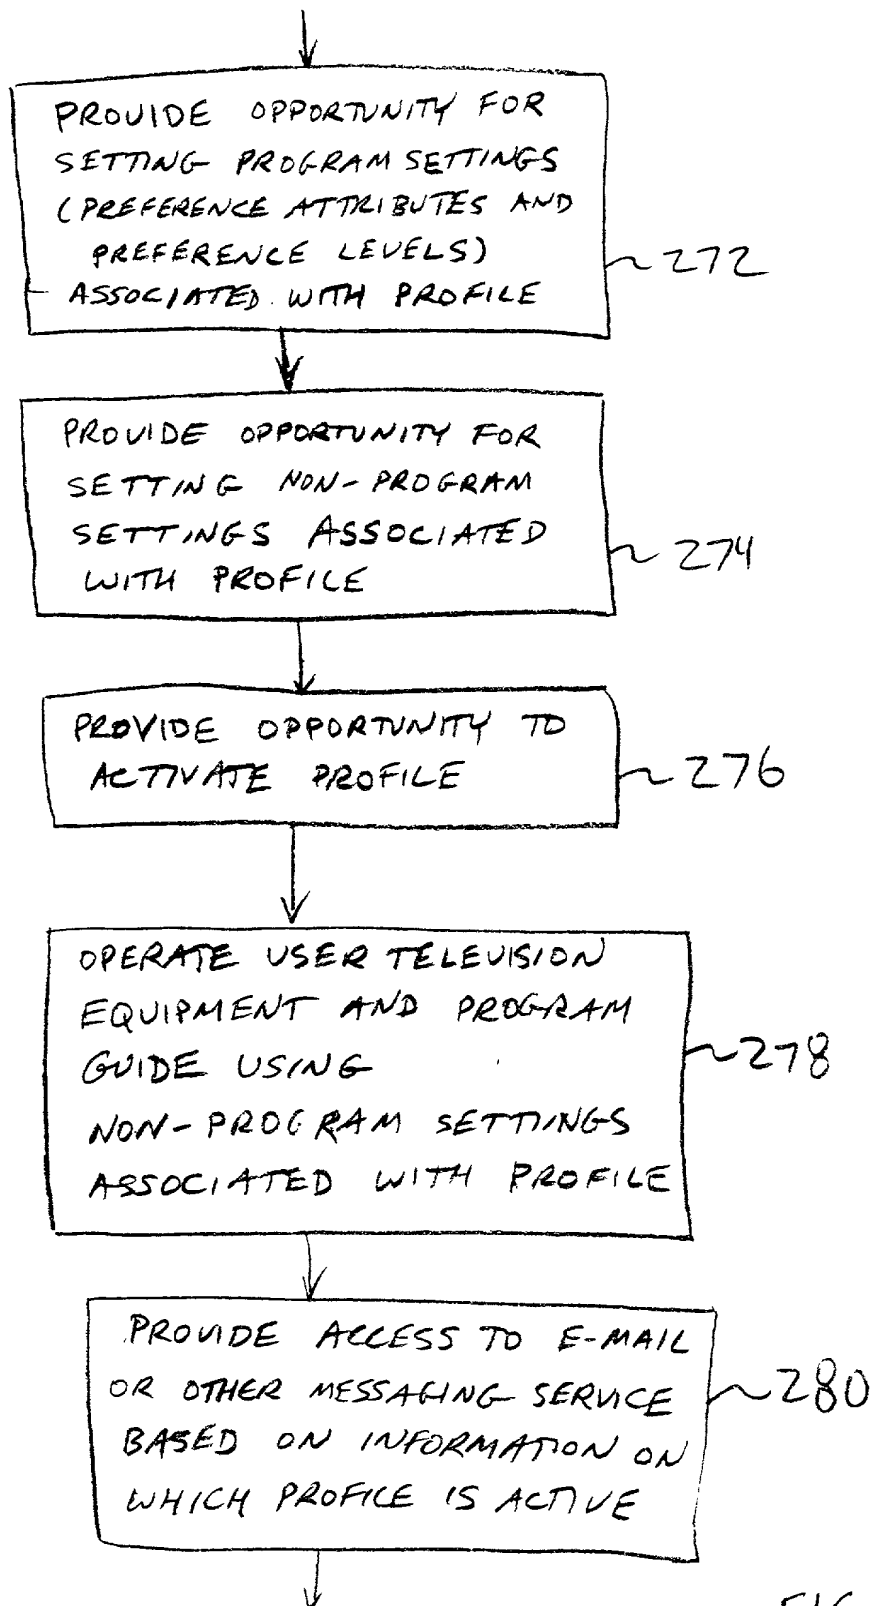 PROVIDE OPPORTUNITY FOR
SETTING PROGRAM SETTINGS
(PREFERENCE ATTRIBUTES AND
PREFERENCE LEVELS)
ASSOCIATED WITH PROFILE
272
PROVIDE OPPORTUNITY FOR
SETTING NON-PROGRAM
SETTINGS ASSOCIATED
WITH PROFILE
274
PROVIDE OPPORTUNITY TO
ACTIVATE PROFILE
276
OPERATE USER TELEVISION
EQUIPMENT AND PROGRAM
GUIDE USING
NON-PROGRAM SETTINGS
ASSOCIATED WITH PROFILE
278
PROVIDE ACCESS TO E-MAIL
OR OTHER MESSAGING SERVICE
BASED ON INFORMATION ON
WHICH PROFILE IS ACTIVE
280